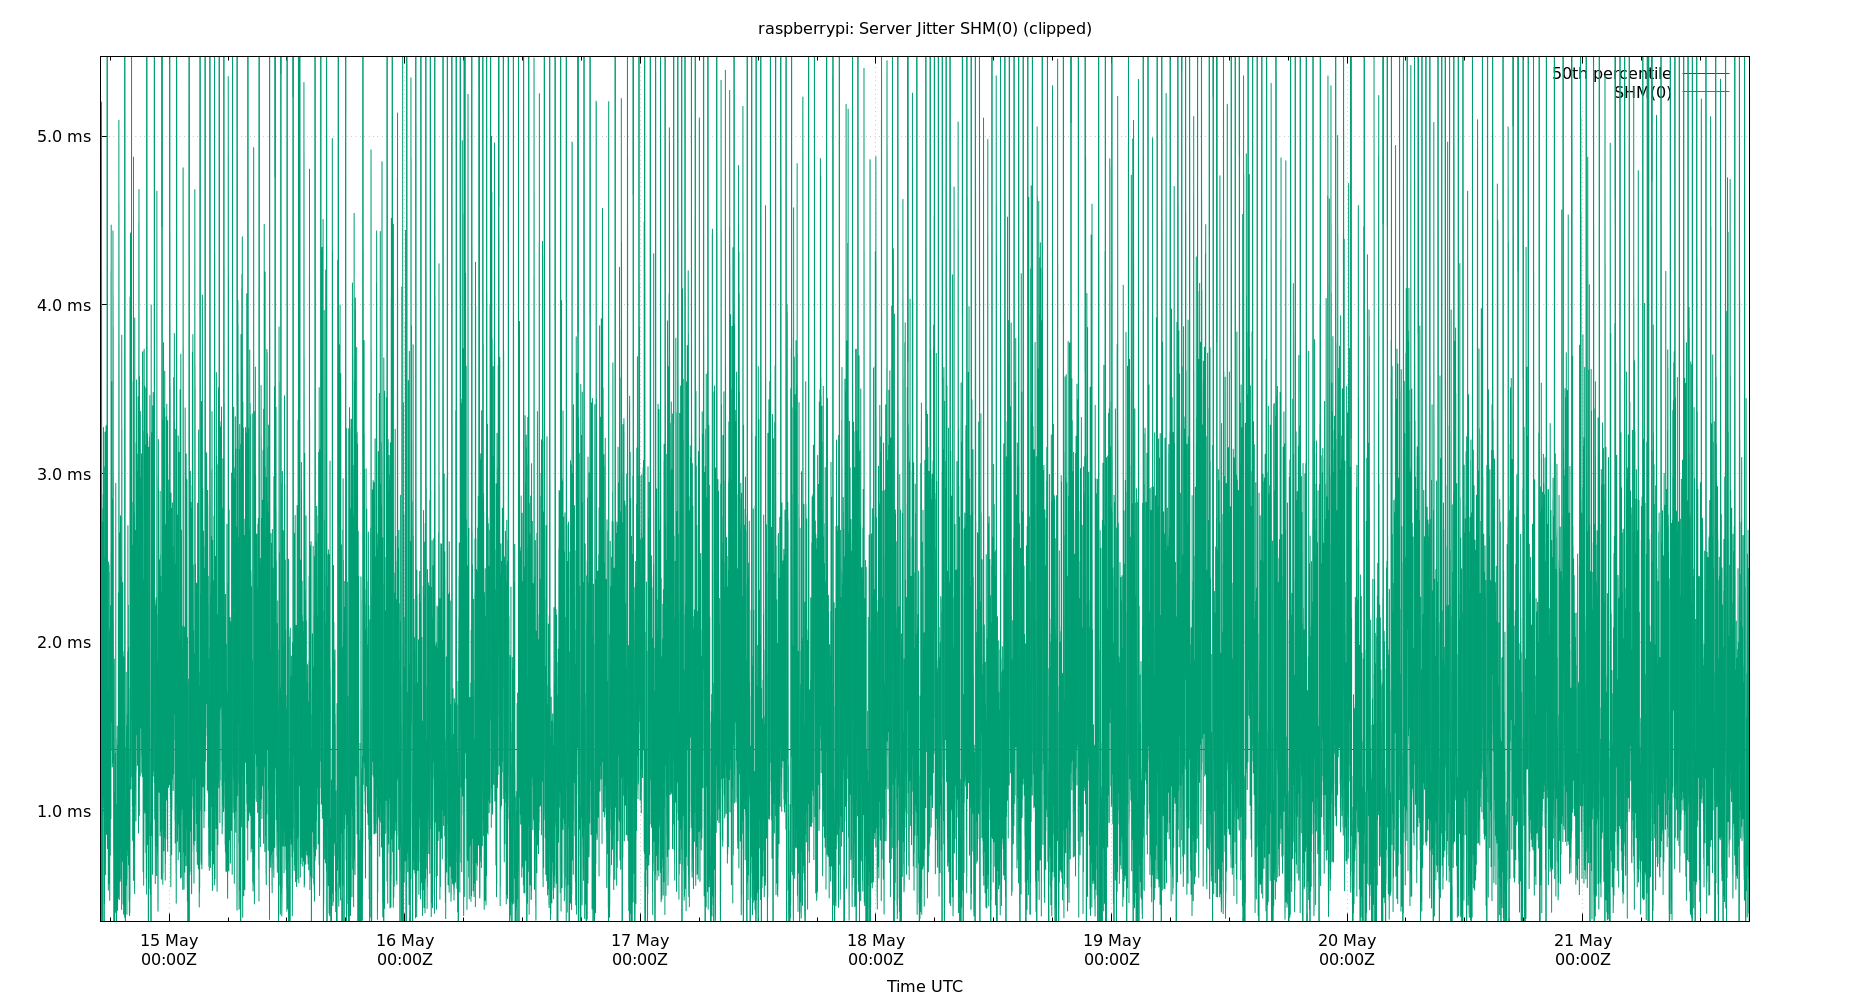 raspberrypi: Server Jitter SHM(0) (clipped)
50th percentile
SHM(0)
5.0 ms
4.0 ms
3.0 ms
2.0 ms
1.0 ms
15 May 16 May 17 May 18 May 19 May 20 May 21 May
00:00Z 00:00Z 00:00Z 00:00Z 00:00Z 00:00Z 00:00Z
Time UTC